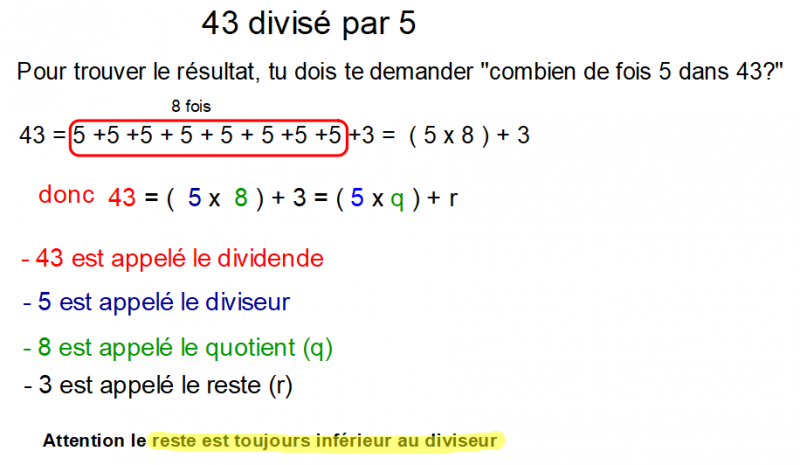 43 divisé par 5
Pour trouver le résultat, tu dois te demander "combien de fois 5 dans 43?"
8 fois
43 = 5 +5 +5 + 5 + 5 + 5 +5 +5 +3 = ( 5 x 8 ) + 3
donc 43 = ( 5 x 8 ) + 3 = ( 5 x q ) + r
- 43 est appelé le dividende
- 5 est appelé le diviseur
- 8 est appelé le quotient (q)
- 3 est appelé le reste (r)
Attention le reste est toujours inférieur au diviseur